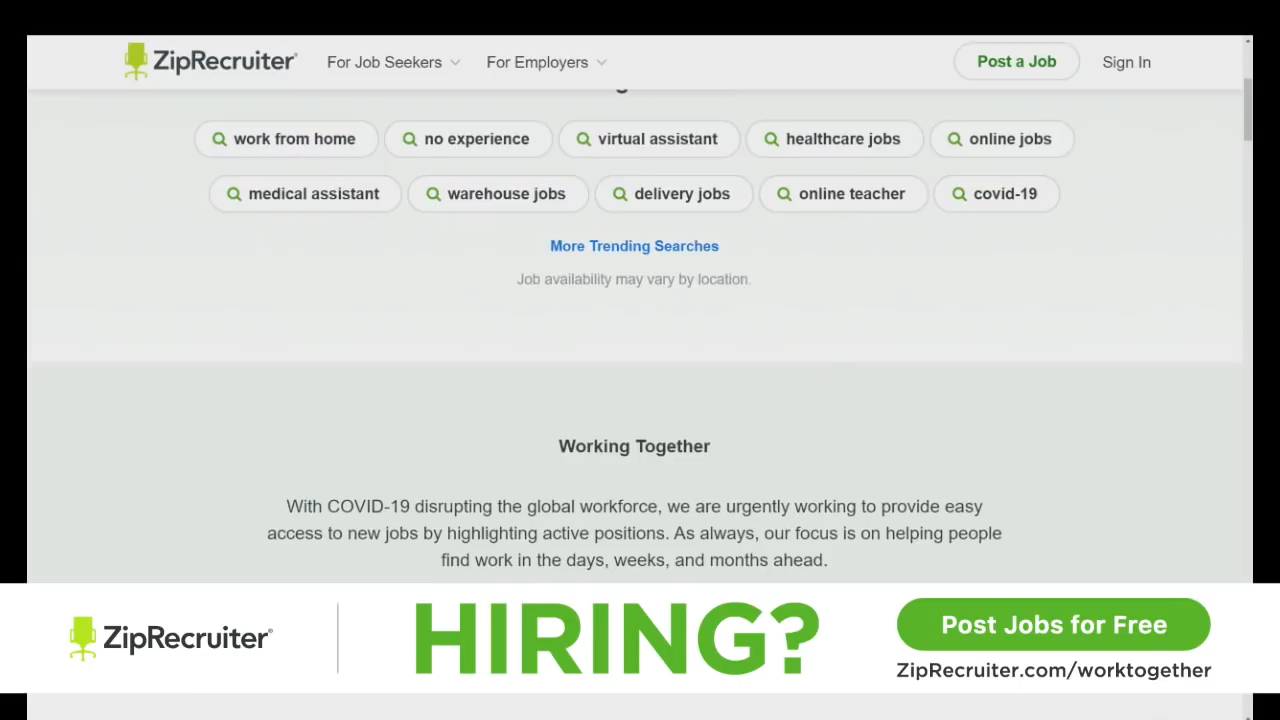 ZipRecruiter® For Job Seekers For Employers Post a Job Sign In
work from home no experience virtual assistant healthcare jobs online jobs
medical assistant warehouse jobs delivery jobs online teacher covid-19
More Trending Searches
Job availability may vary by location.
Working Together
With COVID-19 disrupting the global workforce, we are urgently working to provide easy
access to new jobs by highlighting active positions. As always, our focus is on helping people
find work in the days, weeks, and months ahead.
ZipRecruiter® HIRING? Post Jobs for Free
ZipRecruiter.com/worktogether